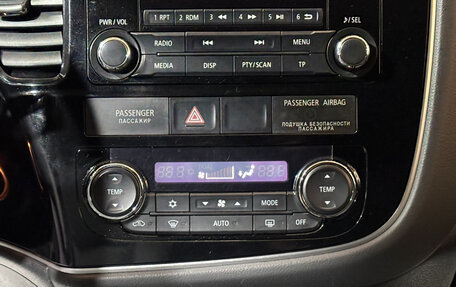 1 RPT 2 RDM 3 4 5 6
PWR / VOL
♪/SEL
RADIO MENU
MEDIA DISP PTY/SCAN TP
PASSENGER
ПАССАЖИР
PASSENGER AIRBAG
ПОДУШКА БЕЗОПАСНОСТИ
ПАССАЖИРА
TEMP TEMP
MODE
AUTO OFF